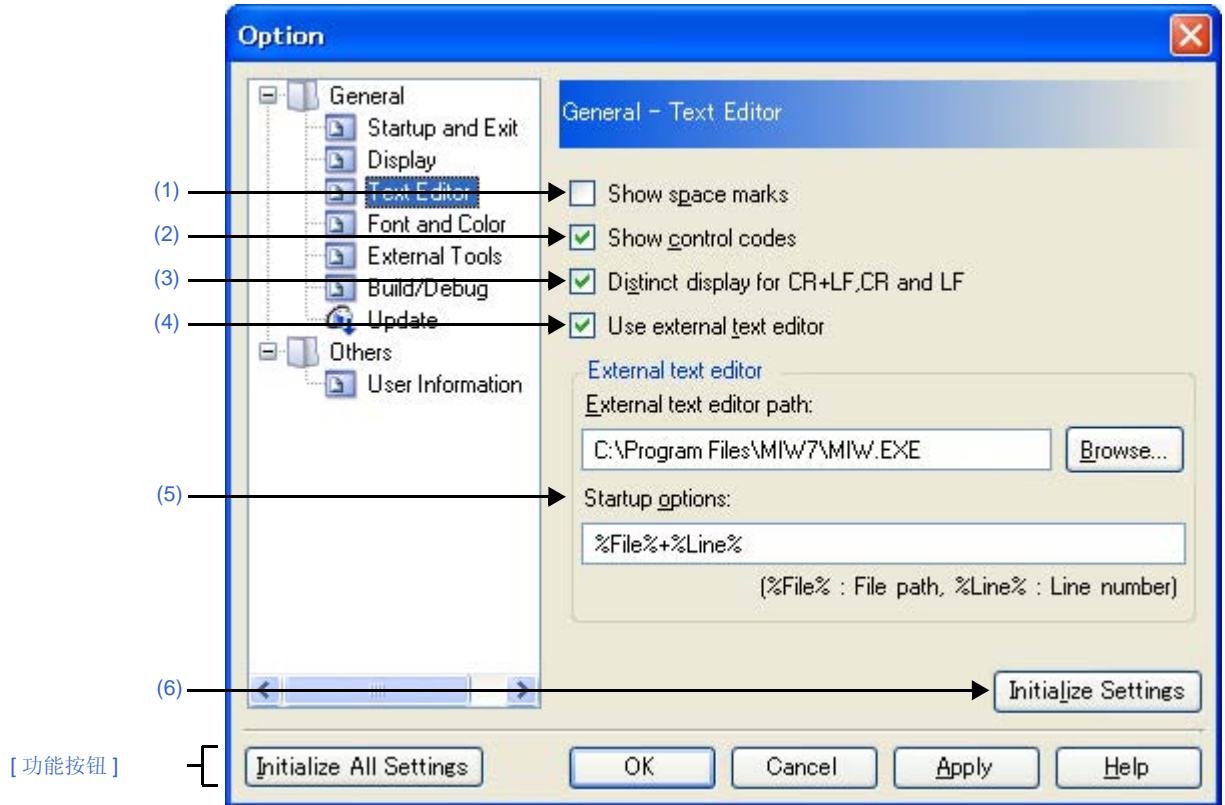 Option
General
Startup and Exit
Display
Text Editor
Font and Color
External Tools
Build/Debug
Update
Others
User Information
General - Text Editor
(1)
Show space marks
(2)
Show control codes
(3)
Distinct display for CR+LF,CR and LF
(4)
Use external text editor
External text editor
External text editor path:
C:\Program Files\MIW7\MIW.EXE
Browse...
(5)
Startup options:
%File%+%Line%
(%File% : File path, %Line% : Line number)
(6)
Initialize Settings
[ 功能按钮 ]
Initialize All Settings
OK
Cancel
Apply
Help